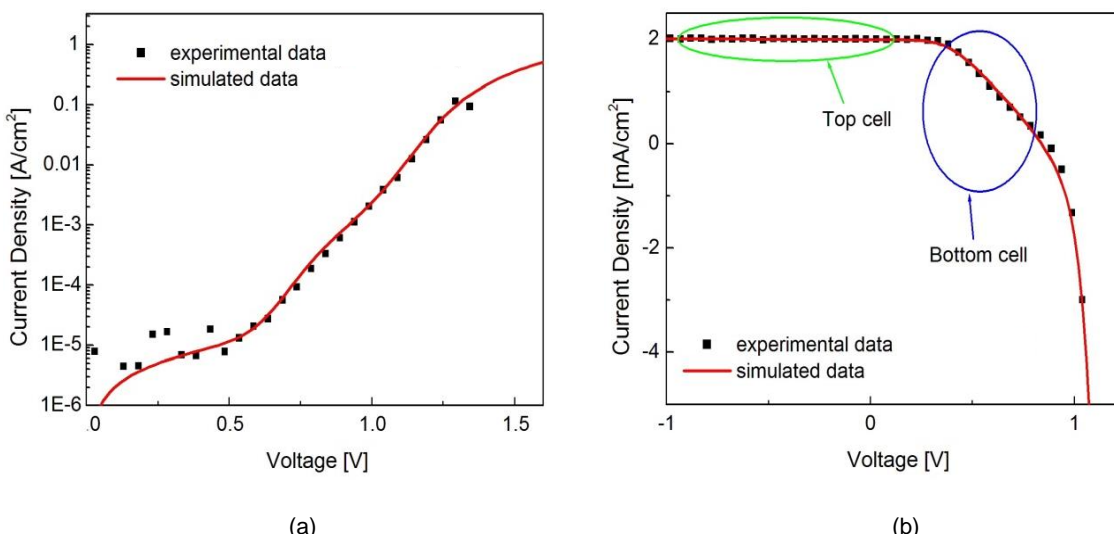 1
0.1
0.01
1E-3
1E-4
1E-5
1E-6
Current Density [A/cm²]
experimental data
simulated data
.0 0.5 1.0 1.5
Voltage [V]
(a)
2
0
-2
-4
Current Density [mA/cm²]
Top cell
Bottom cell
experimental data
simulated data
-1 0 1
Voltage [V]
(b)